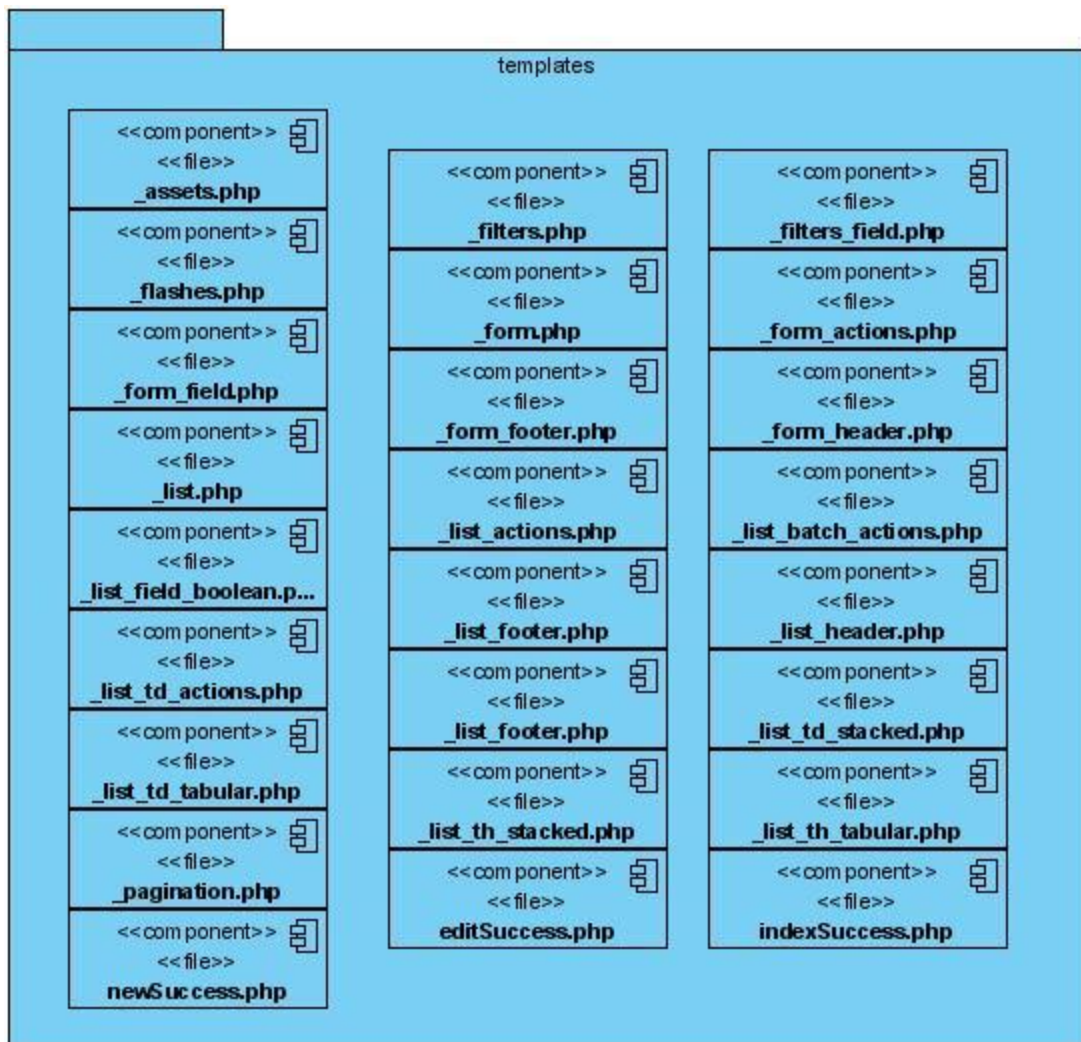 templates
<<component>>
<<file>>
_assets.php
<<component>>
<<file>>
_flashes.php
<<component>>
<<file>>
_form_field.php
<<component>>
<<file>>
_list.php
<<component>>
<<file>>
_list_field_boolean.p...
<<component>>
<<file>>
_list_td_actions.php
<<component>>
<<file>>
_list_td_tabular.php
<<component>>
<<file>>
_pagination.php
<<component>>
<<file>>
newSuccess.php
<<component>>
<<file>>
_filters.php
<<component>>
<<file>>
_form.php
<<component>>
<<file>>
_form_footer.php
<<component>>
<<file>>
_list_actions.php
<<component>>
<<file>>
_list_footer.php
<<component>>
<<file>>
_list_footer.php
<<component>>
<<file>>
_list_th_stacked.php
<<component>>
<<file>>
editSuccess.php
<<component>>
<<file>>
_filters_field.php
<<component>>
<<file>>
_form_actions.php
<<component>>
<<file>>
_form_header.php
<<component>>
<<file>>
_list_batch_actions.php
<<component>>
<<file>>
_list_header.php
<<component>>
<<file>>
_list_td_stacked.php
<<component>>
<<file>>
_list_th_tabular.php
<<component>>
<<file>>
indexSuccess.php